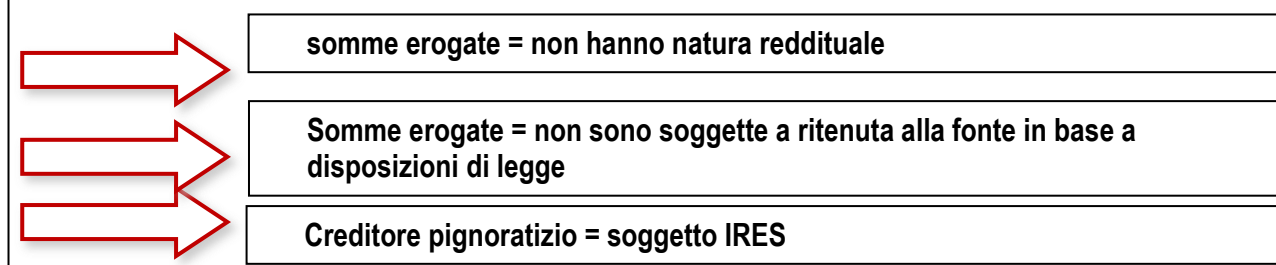 somme erogate = non hanno natura reddituale
Somme erogate = non sono soggette a ritenuta alla fonte in base a
disposizioni di legge
Creditore pignoratizio = soggetto IRES